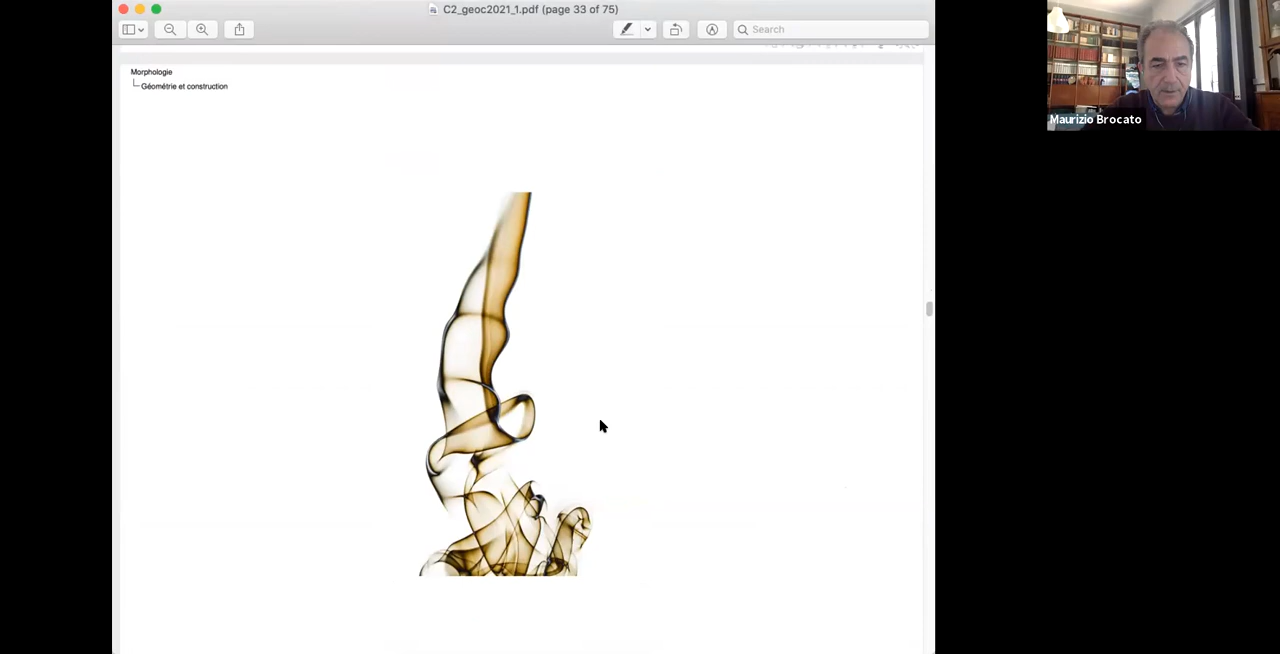 C2_geoc2021_1.pdf (page 33 of 75)
Search
Morphologie
Géométrie et construction
Maurizio Brocato